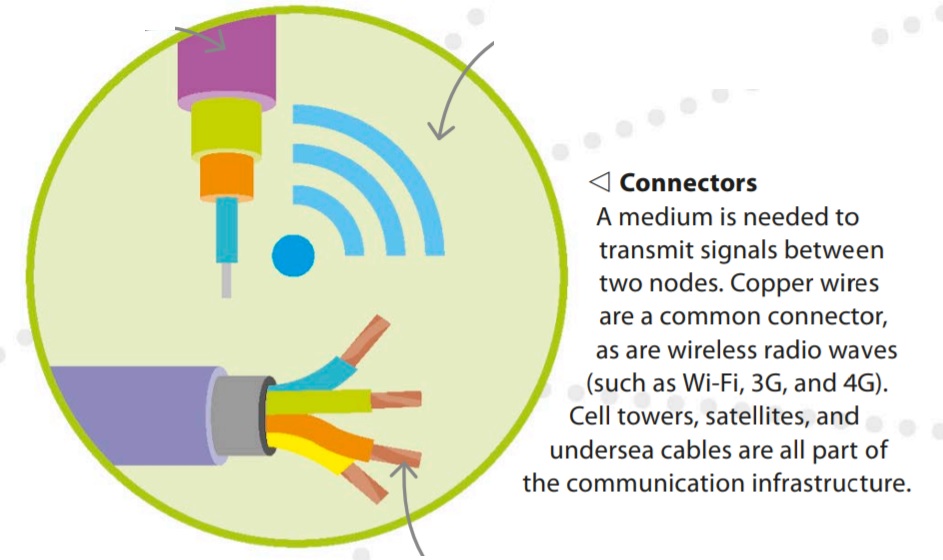 ◁ Connectors
A medium is needed to
transmit signals between
two nodes. Copper wires
are a common connector,
as are wireless radio waves
(such as Wi-Fi, 3G, and 4G).
Cell towers, satellites, and
undersea cables are all part of
the communication infrastructure.